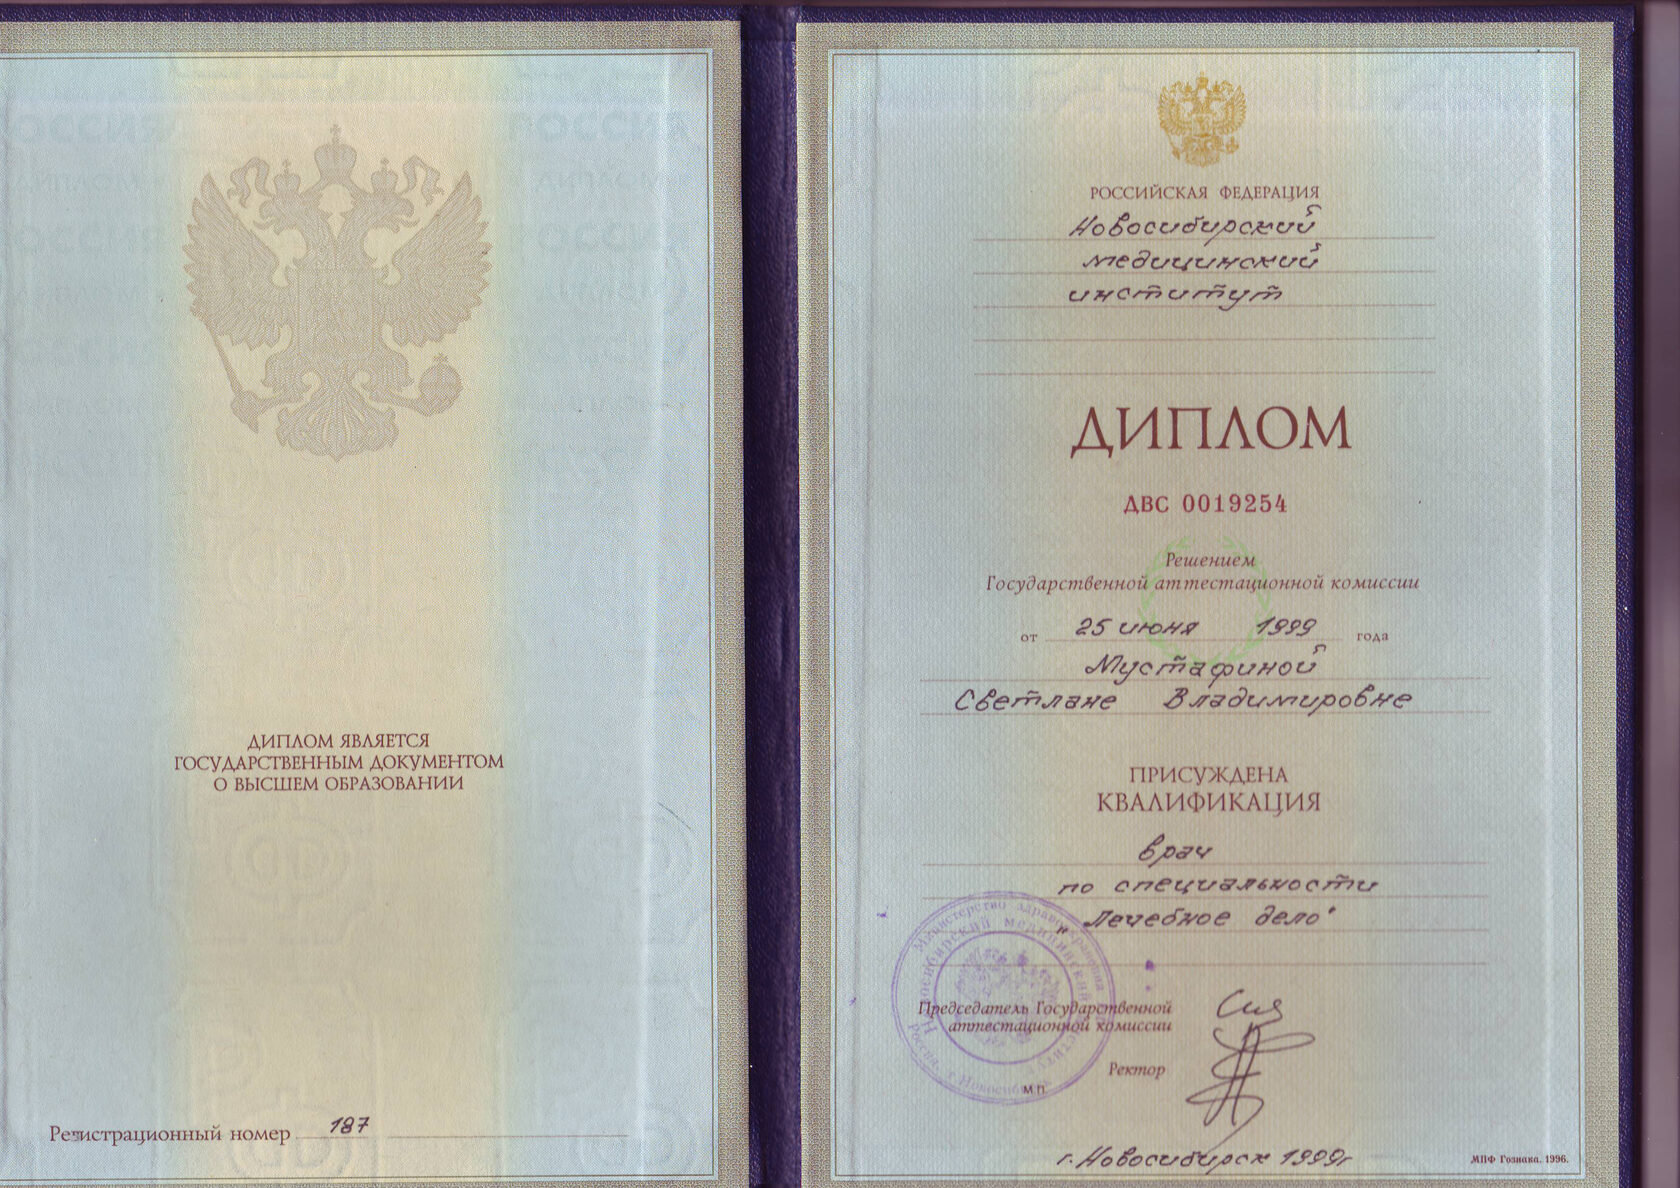 РОССИЯ
РОССИЯ
ДИПЛОМ ЯВЛЯЕТСЯ
ГОСУДАРСТВЕННЫМ ДОКУМЕНТОМ
О ВЫСШЕМ ОБРАЗОВАНИИ
Регистрационный номер 187
РОССИЙСКАЯ ФЕДЕРАЦИЯ
Новосибирский
медицинский
институт
ДИПЛОМ
ДВС 0019254
Решением
Государственной аттестационной комиссии
от 25 июня 1999 года
Мустафиной
Светлане Владимировне
ПРИСУЖДЕНА
КВАЛИФИКАЦИЯ
врач
по специальности
"Лечебное дело"
Председатель Государственной
аттестационной комиссии
Ректор
М.П.
г. Новосибирск 1999г
МПФ Гознака. 1996.